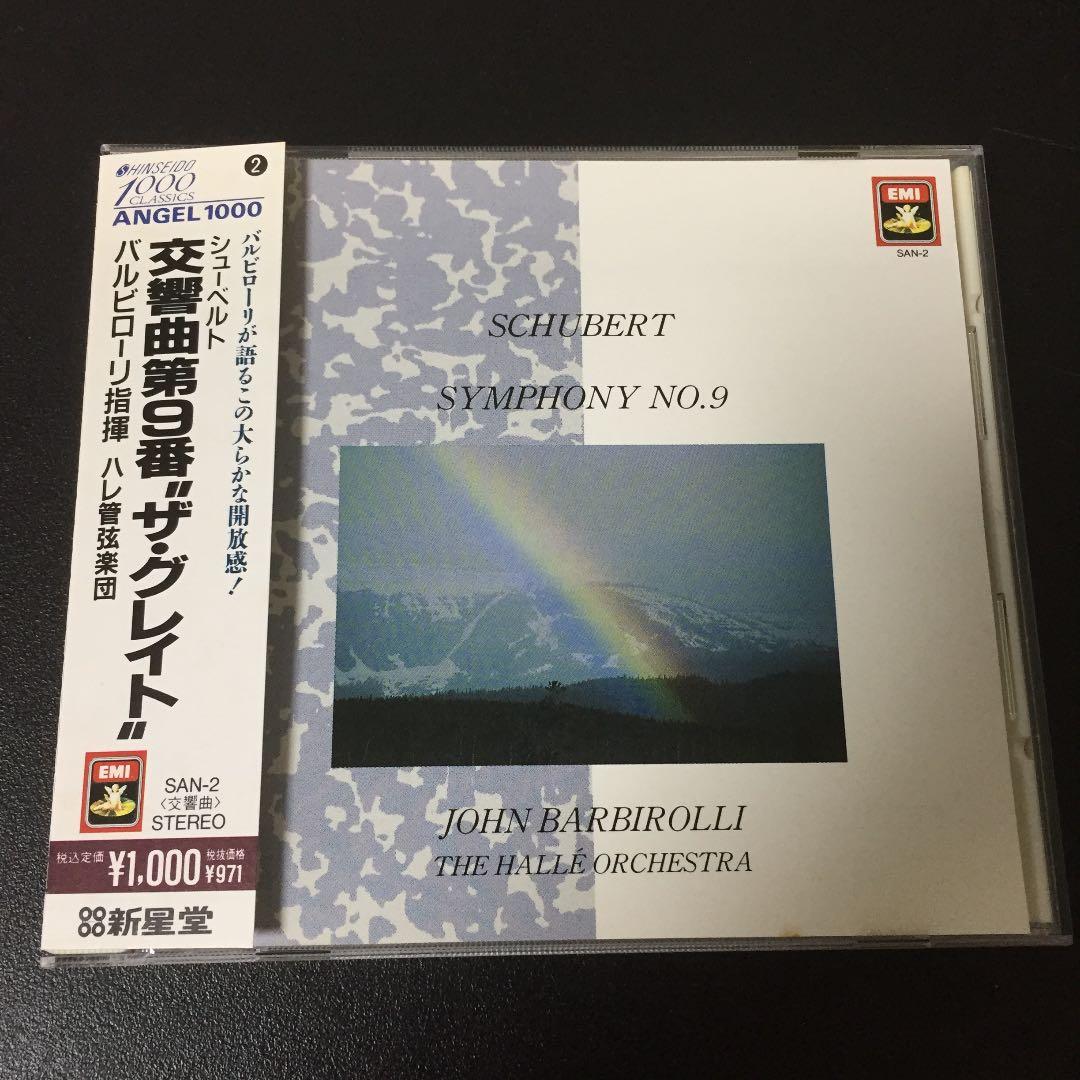 SHINSEIDO
1000
CLASSICS
ANGEL 1000
2
バルビローリが語るこの大らかな開放感!
シューベルト
交響曲第9番“ザ・グレイト”
バルビローリ指揮 ハレ管弦楽団
EMI
SAN-2
〈交響曲〉
STEREO
税込定価 ¥1,000 税抜価格 ¥971
新星堂
EMI
SAN-2
SCHUBERT
SYMPHONY NO.9
JOHN BARBIROLLI
THE HALLÉ ORCHESTRA